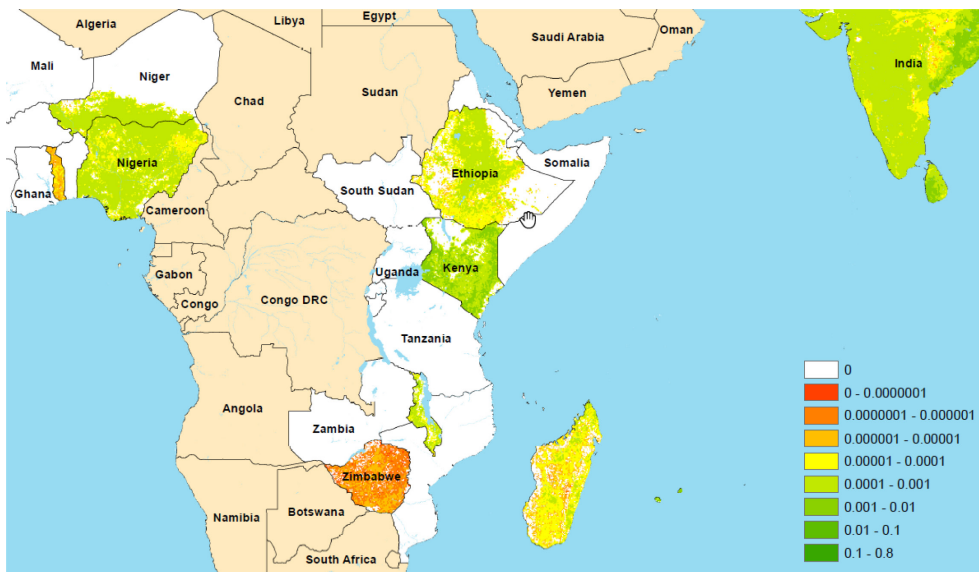 Egypt
Algeria
Libya
Oman
Saudi Arabia
India
Mali
Niger
Yemen
Chad
Sudan
Nigeria
Somalia
Ethiopia
Ghana
South Sudan
Cameroon
Uganda
Kenya
Gabon
Congo
Congo DRC
Tanzania
Angola
Zambia
Zimbabwe
Namibia
Botswana
South Africa
0
0 - 0.0000001
0.0000001 - 0.000001
0.000001 - 0.00001
0.00001 - 0.0001
0.0001 - 0.001
0.001 - 0.01
0.01 - 0.1
0.1 - 0.8